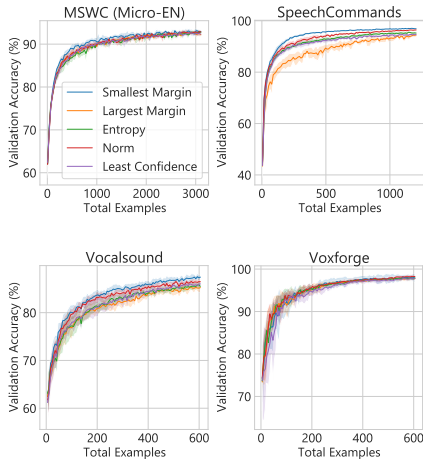 MSWC (Micro-EN)
Validation Accuracy (%)
90
80
70
60
Smallest Margin
Largest Margin
Entropy
Norm
Least Confidence
0 1000 2000 3000
Total Examples
SpeechCommands
Validation Accuracy (%)
100
80
60
40
0 500 1000
Total Examples
Vocalsound
Validation Accuracy (%)
80
70
60
0 200 400 600
Total Examples
Voxforge
Validation Accuracy (%)
100
90
80
70
0 200 400 600
Total Examples